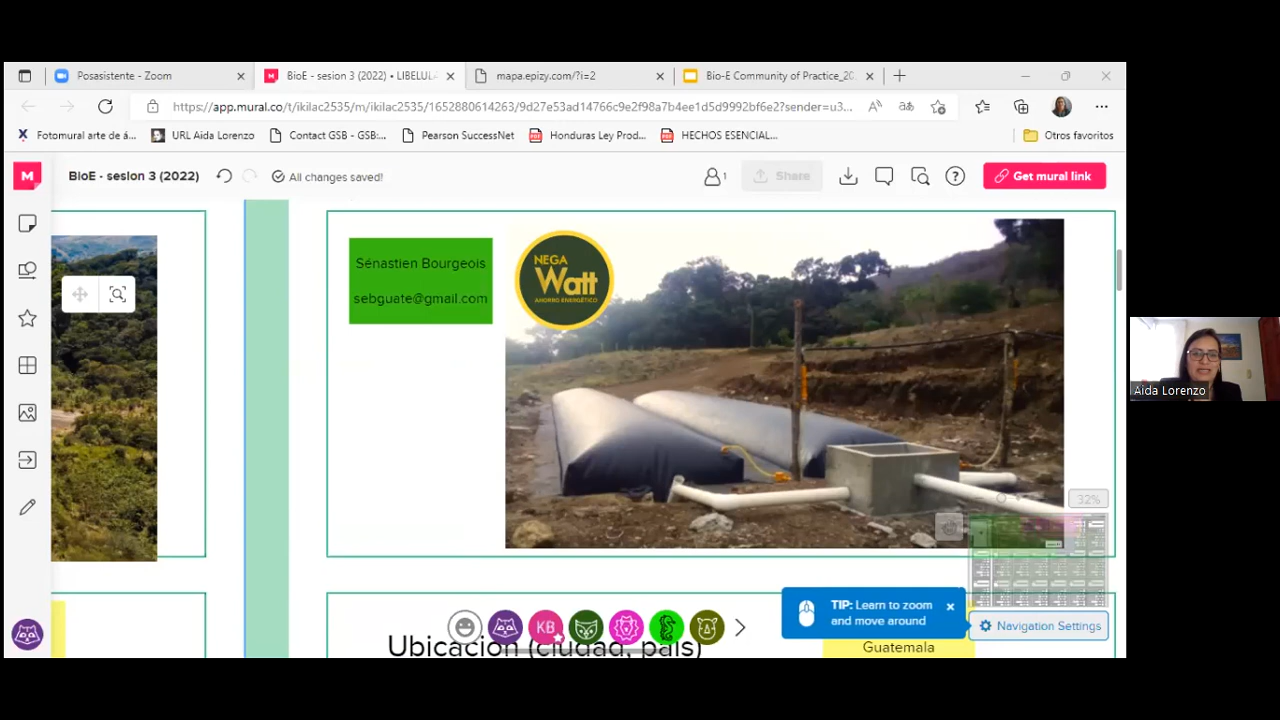 Posasistente - Zoom
BioE - sesion 3 (2022) • LIBELULA
mapa.epizy.com/?i=2
Bio-E Community of Practice_20
https://app.mural.co/t/ikilac2535/m/ikilac2535/1652880614263/9d27e53ad14766c9e2f98a7b4ee1d5d9992bf6e2?sender=u3...
Fotomural arte de á...
URL Aida Lorenzo
Contact GSB - GSB:...
Pearson SuccessNet
Honduras Ley Prod...
HECHOS ESENCIAL...
Otros favoritos
M
BioE - sesion 3 (2022)
All changes saved!
1
Share
?
Get mural link
Sénastien Bourgeois
sebguate@gmail.com
NEGA
Watt
AHORRO ENERGÉTICO
Aida Lorenzo
32%
KB
TIP: Learn to zoom
and move around
Navigation Settings
Ubicación (ciudad, país)
Guatemala